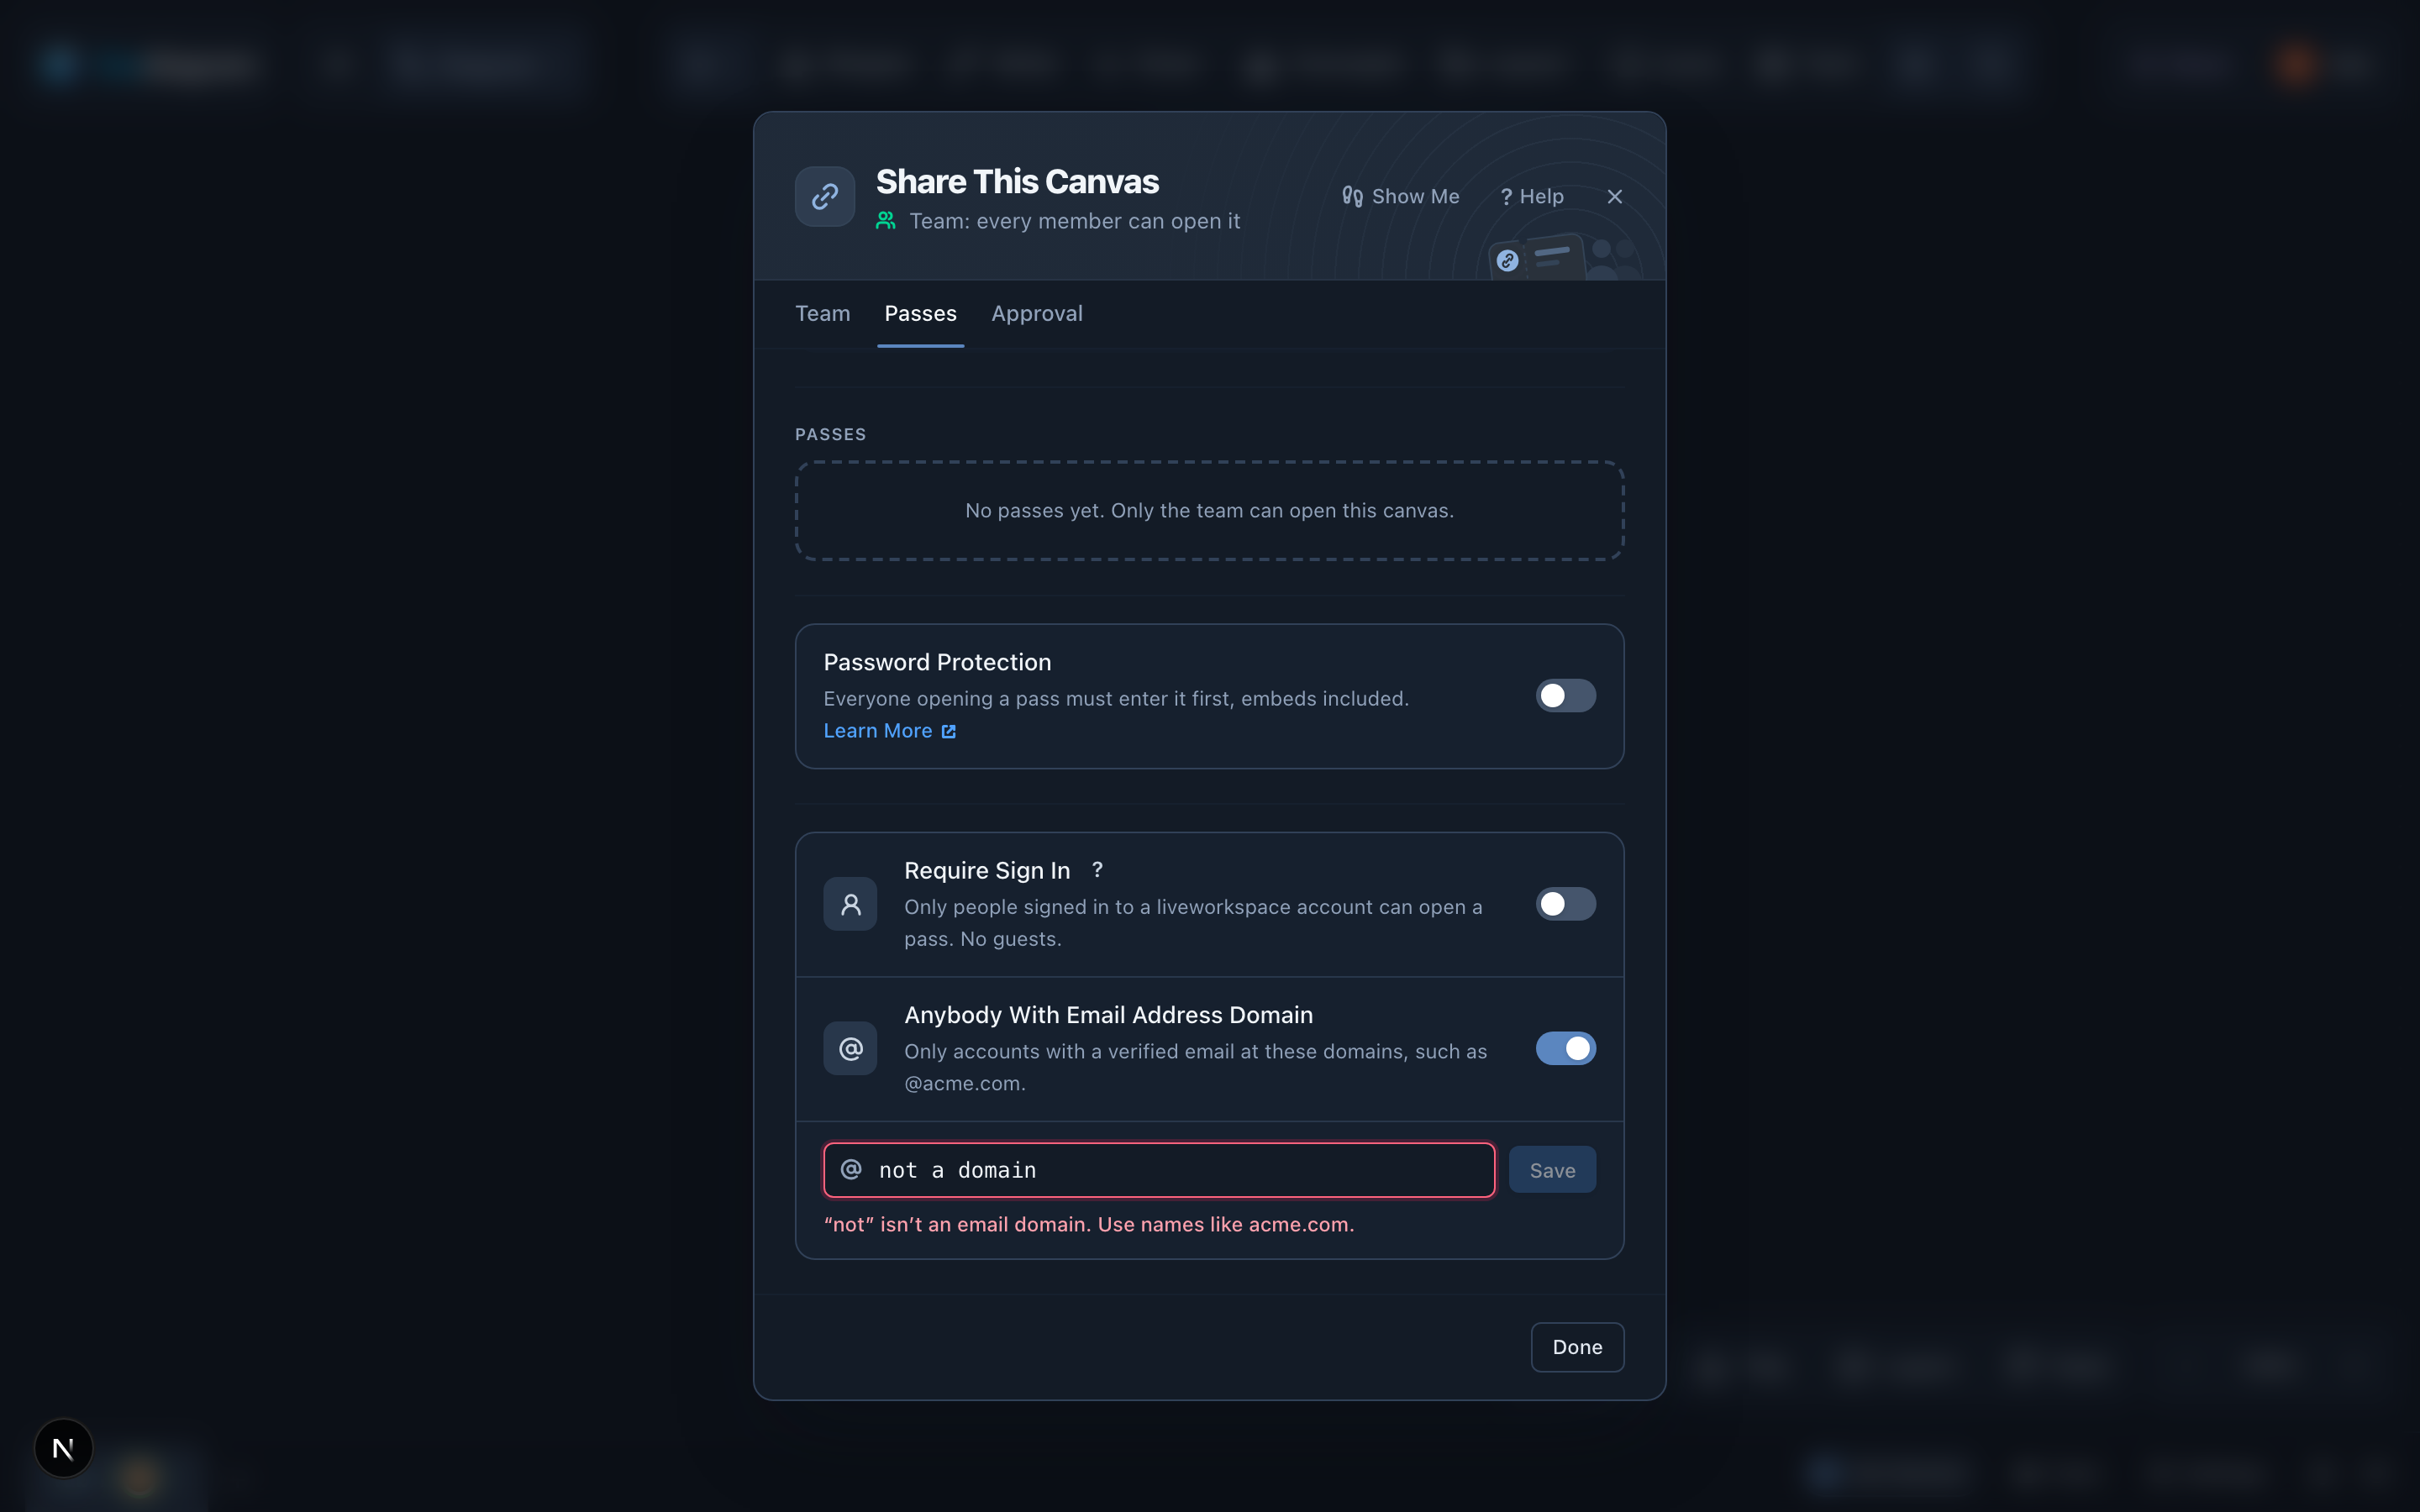 Share This Canvas
Team: every member can open it
Show Me
? Help
Team
Passes
Approval
PASSES
No passes yet. Only the team can open this canvas.
Password Protection
Everyone opening a pass must enter it first, embeds included.
Learn More
Require Sign In ?
Only people signed in to a liveworkspace account can open a
pass. No guests.
Anybody With Email Address Domain
Only accounts with a verified email at these domains, such as
@acme.com.
@ not a domain
Save
“not” isn’t an email domain. Use names like acme.com.
Done
N